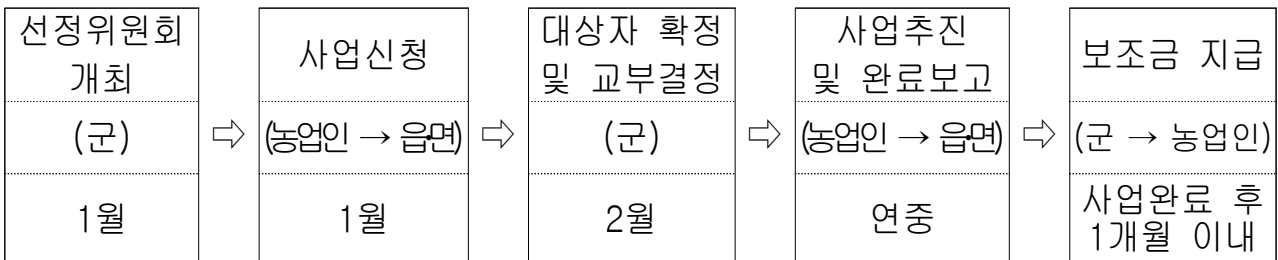 선정위원회
개최
(군)
1월
⇨
사업신청
(농업인 → 읍·면)
1월
⇨
대상자 확정
및 교부결정
(군)
2월
⇨
사업추진
및 완료보고
(농업인 → 읍·면)
연중
⇨
보조금 지급
(군 → 농업인)
사업완료 후
1개월 이내